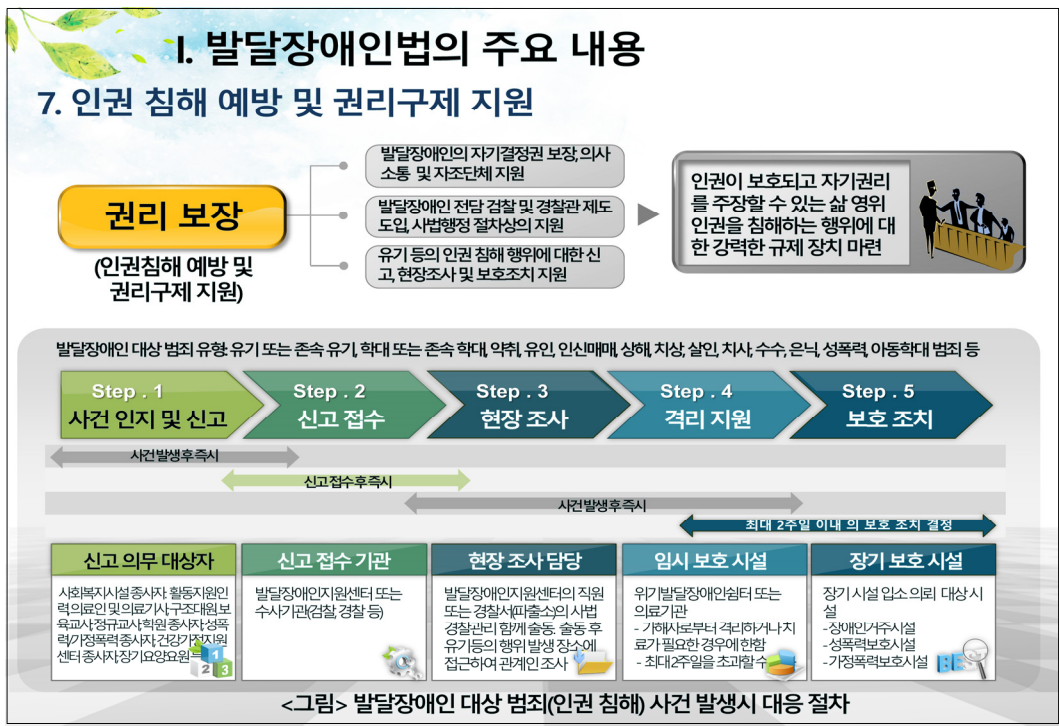 I. 발달장애인법의 주요 내용
7. 인권 침해 예방 및 권리구제 지원
권리 보장
(인권침해 예방 및
권리구제 지원)
발달장애인의 자기결정권 보장, 의사
소통 및 자조단체 지원
발달장애인 전담 검찰 및 경찰관 제도
도입, 사법행정 절차상의 지원
유기 등의 인권 침해 행위에 대한 신
고, 현장조사 및 보호조치 지원
인권이 보호되고 자기권리
를 주장할 수 있는 삶 영위
인권을 침해하는 행위에 대
한 강력한 규제 장치 마련
발달장애인 대상 범죄 유형: 유기 또는 존속 유기, 학대 또는 존속 학대, 약취, 유인, 인신매매, 상해, 치상, 살인, 치사, 수수, 은닉, 성폭력, 아동학대 범죄 등
Step . 1
사건 인지 및 신고
Step . 2
신고 접수
Step . 3
현장 조사
Step . 4
격리 지원
Step . 5
보호 조치
사건 발생 후 즉시
신고 접수 후 즉시
사건 발생 후 즉시
최대 2주일 이내 의 보호 조치 결정
신고 의무 대상자
사회복지시설 종사자. 활동지원인
력, 의료인 및 의료기사, 구조대원, 보
육교사, 정규교사, 학원 종사자, 성폭
력/가정폭력 종사자, 건강가정지원
센터 종사자, 장기요양요원
신고 접수 기관
발달장애인지원센터 또는
수사기관(검찰, 경찰 등)
현장 조사 담당
발달장애인지원센터의 직원
또는 경찰서(파출소)의 사법
경찰관리 함께 출동. 출동 후
유기등의 행위 발생 장소에
접근하여 관계인 조사
임시 보호 시설
위기발달장애인쉼터 또는
의료기관
- 가해자로부터 격리하거나 치
료가 필요한 경우에 한함
- 최대2주일을 초과할 수
장기 보호 시설
장기 시설 입소 의뢰 대상 시
설
-장애인거주시설
-성폭력보호시설
-가정폭력보호시설
<그림> 발달장애인 대상 범죄(인권 침해) 사건 발생시 대응 절차